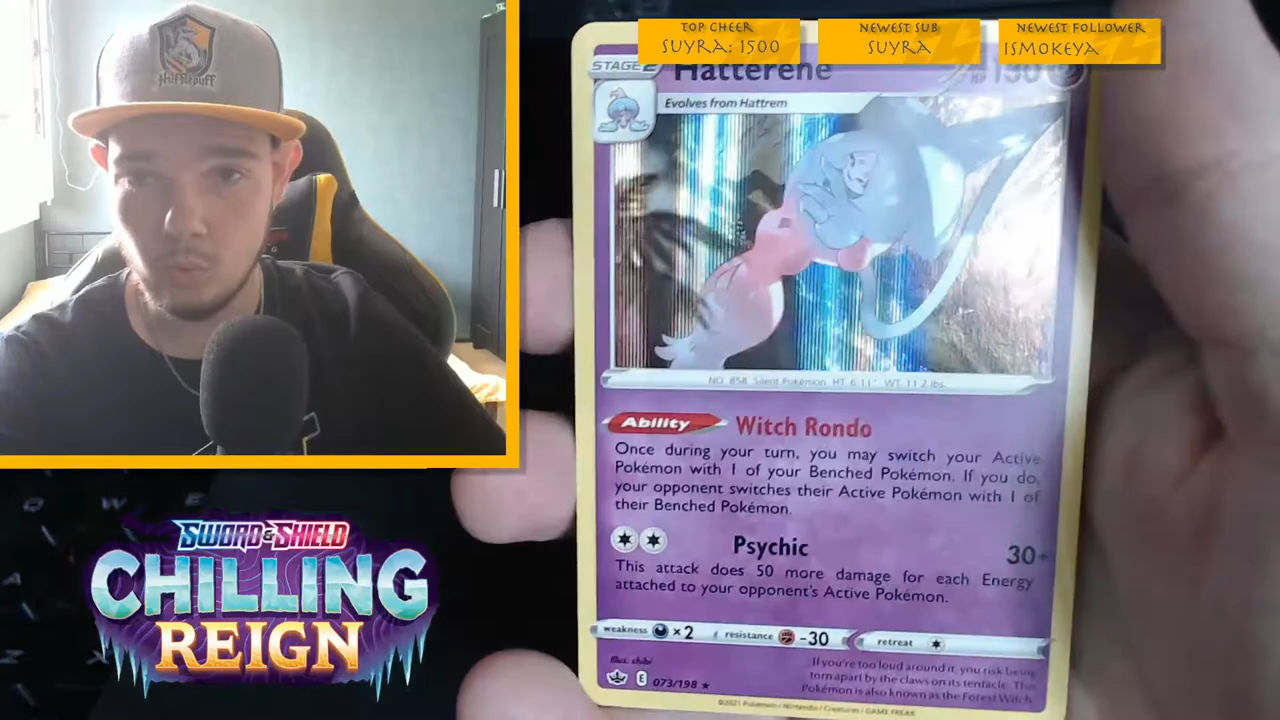 TOP CHEER
SUYRA: 1500
NEWEST SUB
SUYRA
NEWEST FOLLOWER
ISMOKEYA
Hufflepuff
STAGE 2
Hatterene
HP 130
Evolves from Hattrem
NO. 858 Silent Pokémon HT 6'11" WT 11.2 lbs.
Ability Witch Rondo
Once during your turn, you may switch your Active
Pokémon with 1 of your Benched Pokémon. If you do,
your opponent switches their Active Pokémon with 1 of
their Benched Pokémon.
Psychic 30+
This attack does 50 more damage for each Energy
attached to your opponent's Active Pokémon.
weakness ×2 resistance -30 retreat
Illus. chibi
E 073/198 ★
If you're too loud around it, you risk being
torn apart by the claws on its tentacle. This
Pokémon is also known as the Forest Witch.
©2021 Pokémon / Nintendo / Creatures / GAME FREAK
Q W E
A
Z X
SWORD & SHIELD
CHILLING
REIGN